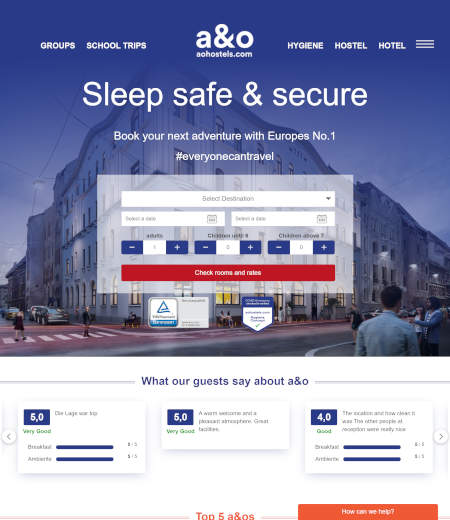 a&o
aohostels.com
GROUPS SCHOOL TRIPS HYGIENE HOSTEL HOTEL
Sleep safe & secure
Book your next adventure with Europes No.1
#everyonecantravel
Select Destination
Select a date Select a date
adults Children until 6 Children above 7
− 1 + − 0 + − 0 +
Check rooms and rates
What our guests say about a&o
5,0 Die Lage war top
Very Good
Breakfast 5 / 5
Ambiente 5 / 5
5,0 A warm welcome and a
pleasant atmosphere. Great
facilities.
Very Good
4,0 The location and how clean it
was The other people at
reception were really nice
Good
Breakfast 5 / 5
Ambiente 5 / 5
Top 5 a&os
How can we help?